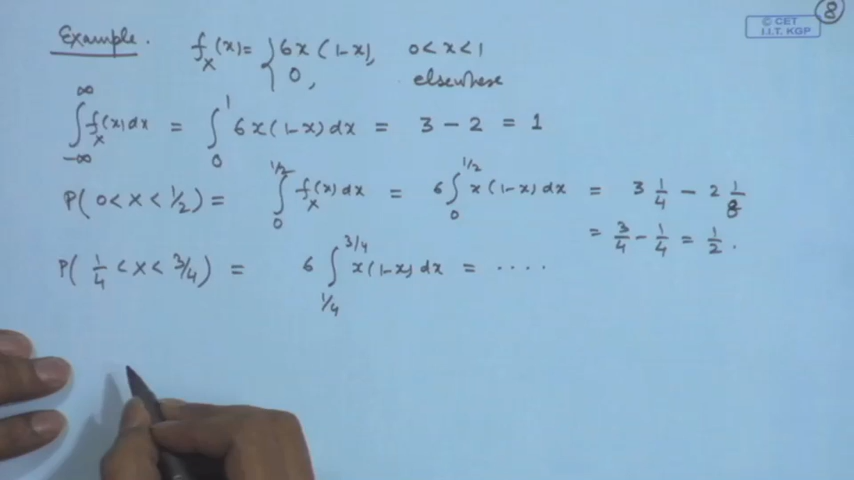 8
© CET
I.I.T. KGP
Example. f_X(x) = { 6x(1-x), 0<x<1
0, elsewhere
∫_{-∞}^{∞} f_X(x)dx = ∫_0^1 6x(1-x)dx = 3 - 2 = 1
P(0<X<1/2) = ∫_0^{1/2} f_X(x)dx = 6∫_0^{1/2} x(1-x)dx = 3 1/4 - 2 1/8
= 3/4 - 1/4 = 1/2.
P(1/4<X<3/4) = 6∫_{1/4}^{3/4} x(1-x)dx = ....